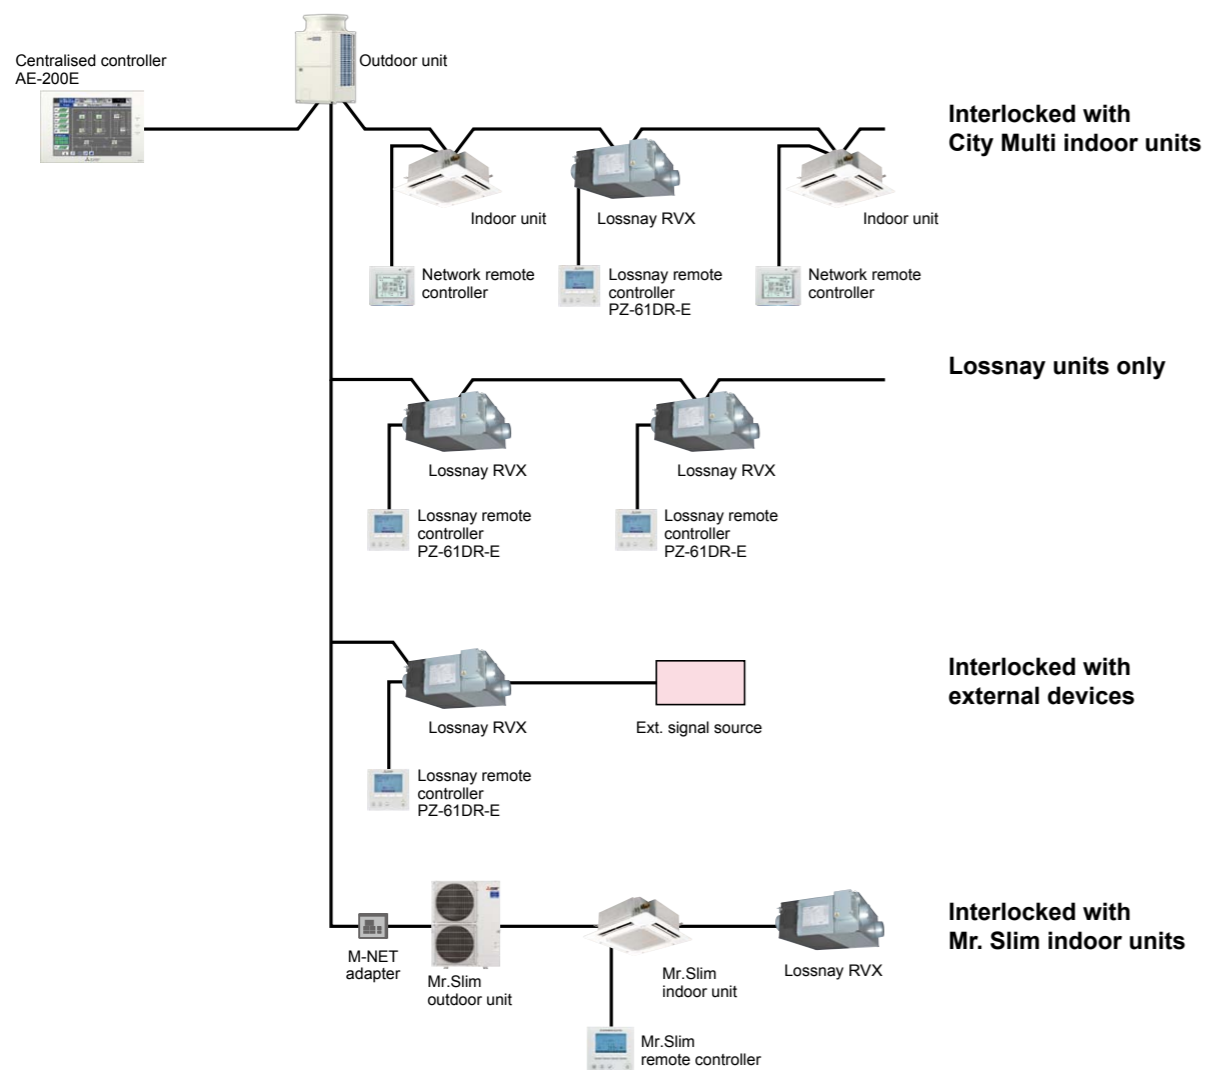 Centralised controller
AE-200E
Outdoor unit
Interlocked with
City Multi indoor units
Indoor unit
Lossnay RVX
Indoor unit
Network remote
controller
Lossnay remote
controller
PZ-61DR-E
Network remote
controller
Lossnay units only
Lossnay RVX
Lossnay RVX
Lossnay remote
controller
PZ-61DR-E
Lossnay remote
controller
PZ-61DR-E
Interlocked with
external devices
Lossnay RVX
Ext. signal source
Lossnay remote
controller
PZ-61DR-E
Interlocked with
Mr. Slim indoor units
M-NET
adapter
Mr.Slim
outdoor unit
Mr.Slim
indoor unit
Lossnay RVX
Mr.Slim
remote controller